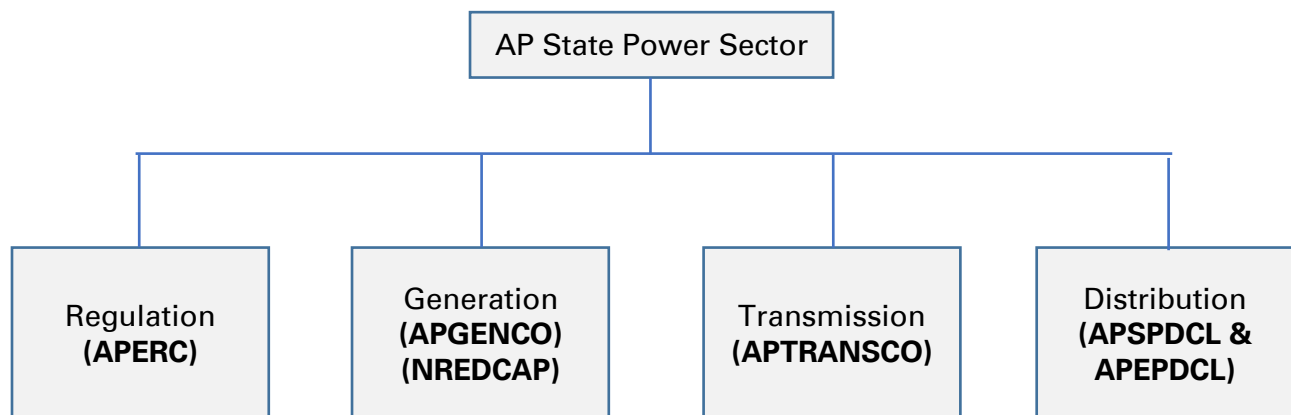 AP State Power Sector
Regulation
(APERC)
Generation
(APGENCO)
(NREDCAP)
Transmission
(APTRANSCO)
Distribution
(APSPDCL &
APEPDCL)